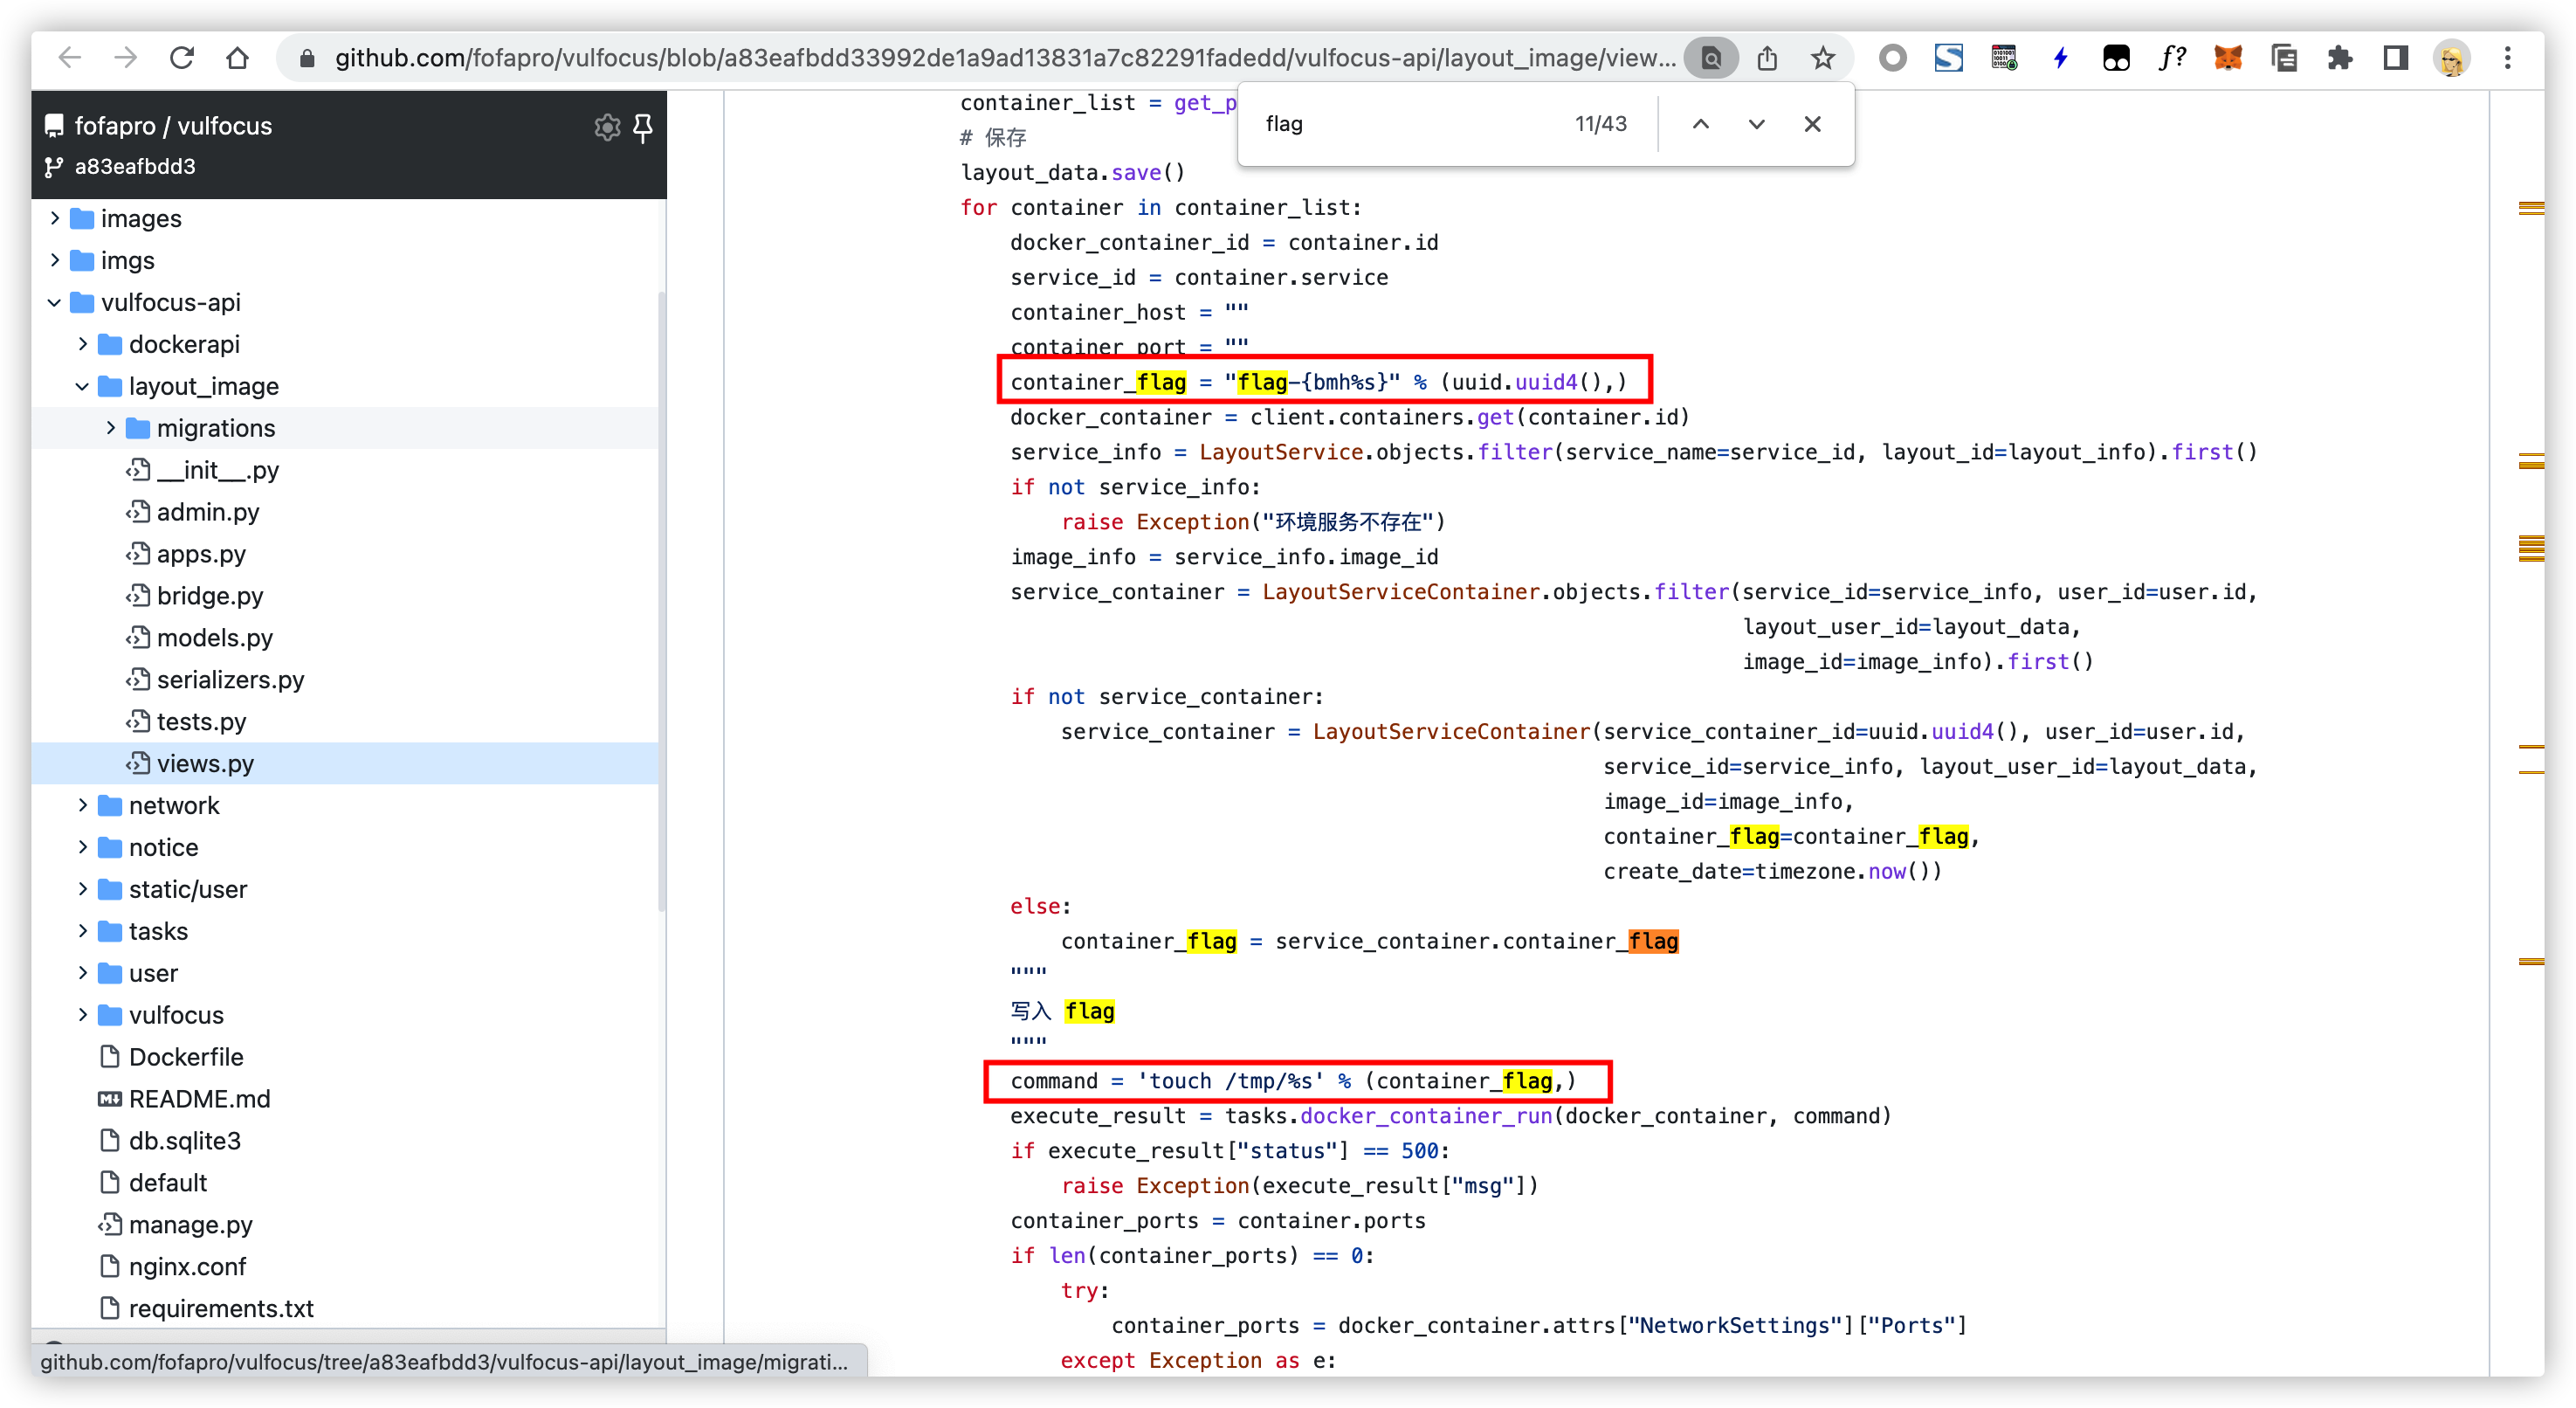 github.com/fofapro/vulfocus/blob/a83eafbdd33992de1a9ad13831a7c82291fadedd/vulfocus-api/layout_image/view...
flag
11/43
fofapro / vulfocus
a83eafbdd3
images
imgs
vulfocus-api
dockerapi
layout_image
migrations
__init__.py
admin.py
apps.py
bridge.py
models.py
serializers.py
tests.py
views.py
network
notice
static/user
tasks
user
vulfocus
Dockerfile
README.md
db.sqlite3
default
manage.py
nginx.conf
requirements.txt
github.com/fofapro/vulfocus/tree/a83eafbdd3/vulfocus-api/layout_image/migrati...
container_list = get_p
# 保存
layout_data.save()
for container in container_list:
docker_container_id = container.id
service_id = container.service
container_host = ""
container_port = ""
container_flag = "flag-{bmh%s}" % (uuid.uuid4(),)
docker_container = client.containers.get(container.id)
service_info = LayoutService.objects.filter(service_name=service_id, layout_id=layout_info).first()
if not service_info:
raise Exception("环境服务不存在")
image_info = service_info.image_id
service_container = LayoutServiceContainer.objects.filter(service_id=service_info, user_id=user.id,
layout_user_id=layout_data,
image_id=image_info).first()
if not service_container:
service_container = LayoutServiceContainer(service_container_id=uuid.uuid4(), user_id=user.id,
service_id=service_info, layout_user_id=layout_data,
image_id=image_info,
container_flag=container_flag,
create_date=timezone.now())
else:
container_flag = service_container.container_flag
"""
写入 flag
"""
command = 'touch /tmp/%s' % (container_flag,)
execute_result = tasks.docker_container_run(docker_container, command)
if execute_result["status"] == 500:
raise Exception(execute_result["msg"])
container_ports = container.ports
if len(container_ports) == 0:
try:
container_ports = docker_container.attrs["NetworkSettings"]["Ports"]
except Exception as e: